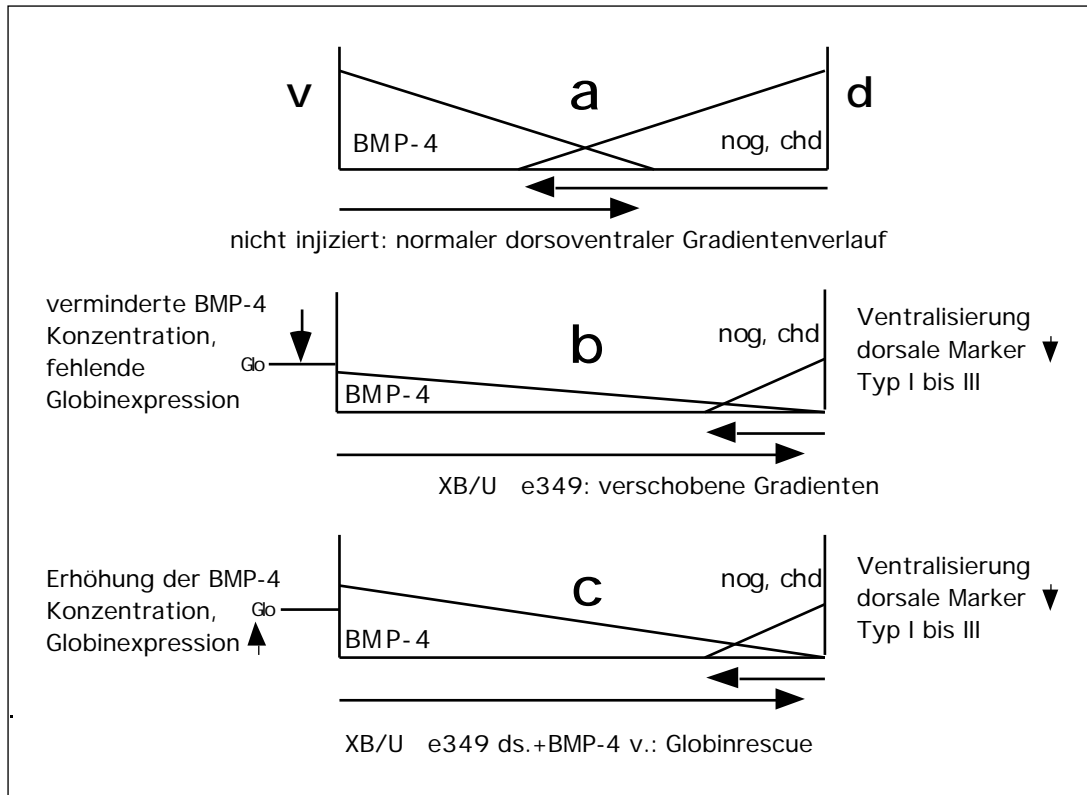 v
a
d
BMP-4
nog, chd
nicht injiziert: normaler dorsoventraler Gradientenverlauf
verminderte BMP-4
Konzentration,
fehlende
Globinexpression
Glo
b
nog, chd
BMP-4
Ventralisierung
dorsale Marker
Typ I bis III
XB/U e349: verschobene Gradienten
Erhöhung der BMP-4
Konzentration,
Globinexpression
Glo
c
nog, chd
BMP-4
Ventralisierung
dorsale Marker
Typ I bis III
XB/U e349 ds.+BMP-4 v.: Globinrescue